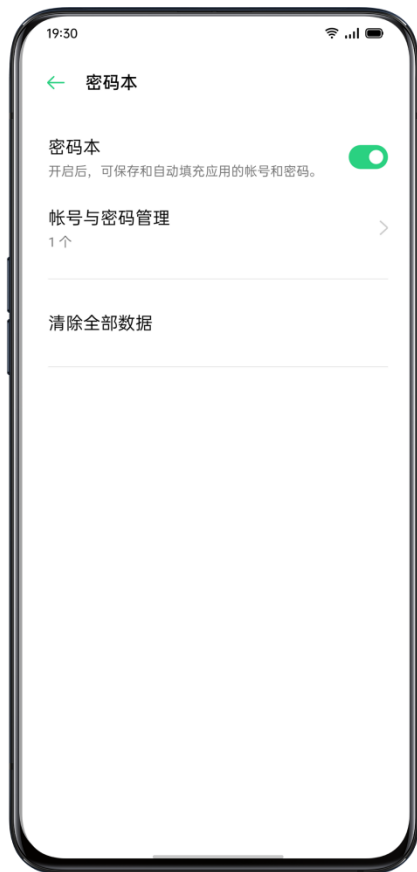 19:30
密码本
密码本
开启后，可保存和自动填充应用的帐号和密码。
帐号与密码管理
1 个
清除全部数据